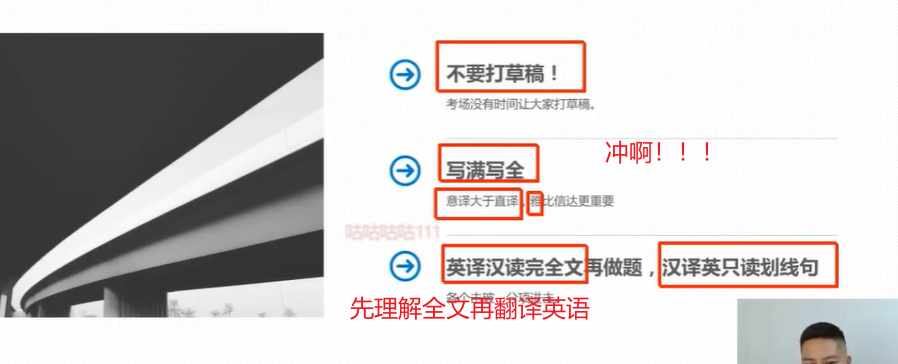 不要打草稿！
考场没有时间让大家打草稿。
冲啊！！！
写满写全
意译大于直译，雅比信达更重要
咕咕咕咕111
英译汉读完全文再做题，汉译英只读划线句
先理解全文再翻译英语